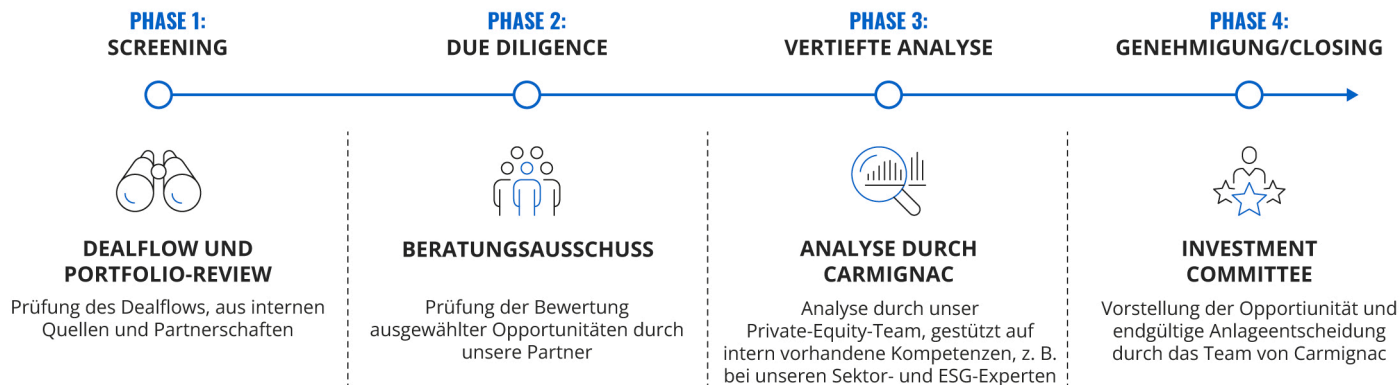 PHASE 1:
SCREENING
DEALFLOW UND
PORTFOLIO-REVIEW
Prüfung des Dealflows, aus internen
Quellen und Partnerschaften
PHASE 2:
DUE DILIGENCE
BERATUNGSAUSSCHUSS
Prüfung der Bewertung
ausgewählter Opportunitäten durch
unsere Partner
PHASE 3:
VERTIEFTE ANALYSE
ANALYSE DURCH
CARMIGNAC
Analyse durch unser
Private-Equity-Team, gestützt auf
intern vorhandene Kompetenzen, z. B.
bei unseren Sektor- und ESG-Experten
PHASE 4:
GENEHMIGUNG/CLOSING
INVESTMENT
COMMITTEE
Vorstellung der Opportiunität und
endgültige Anlageentscheidung
durch das Team von Carmignac